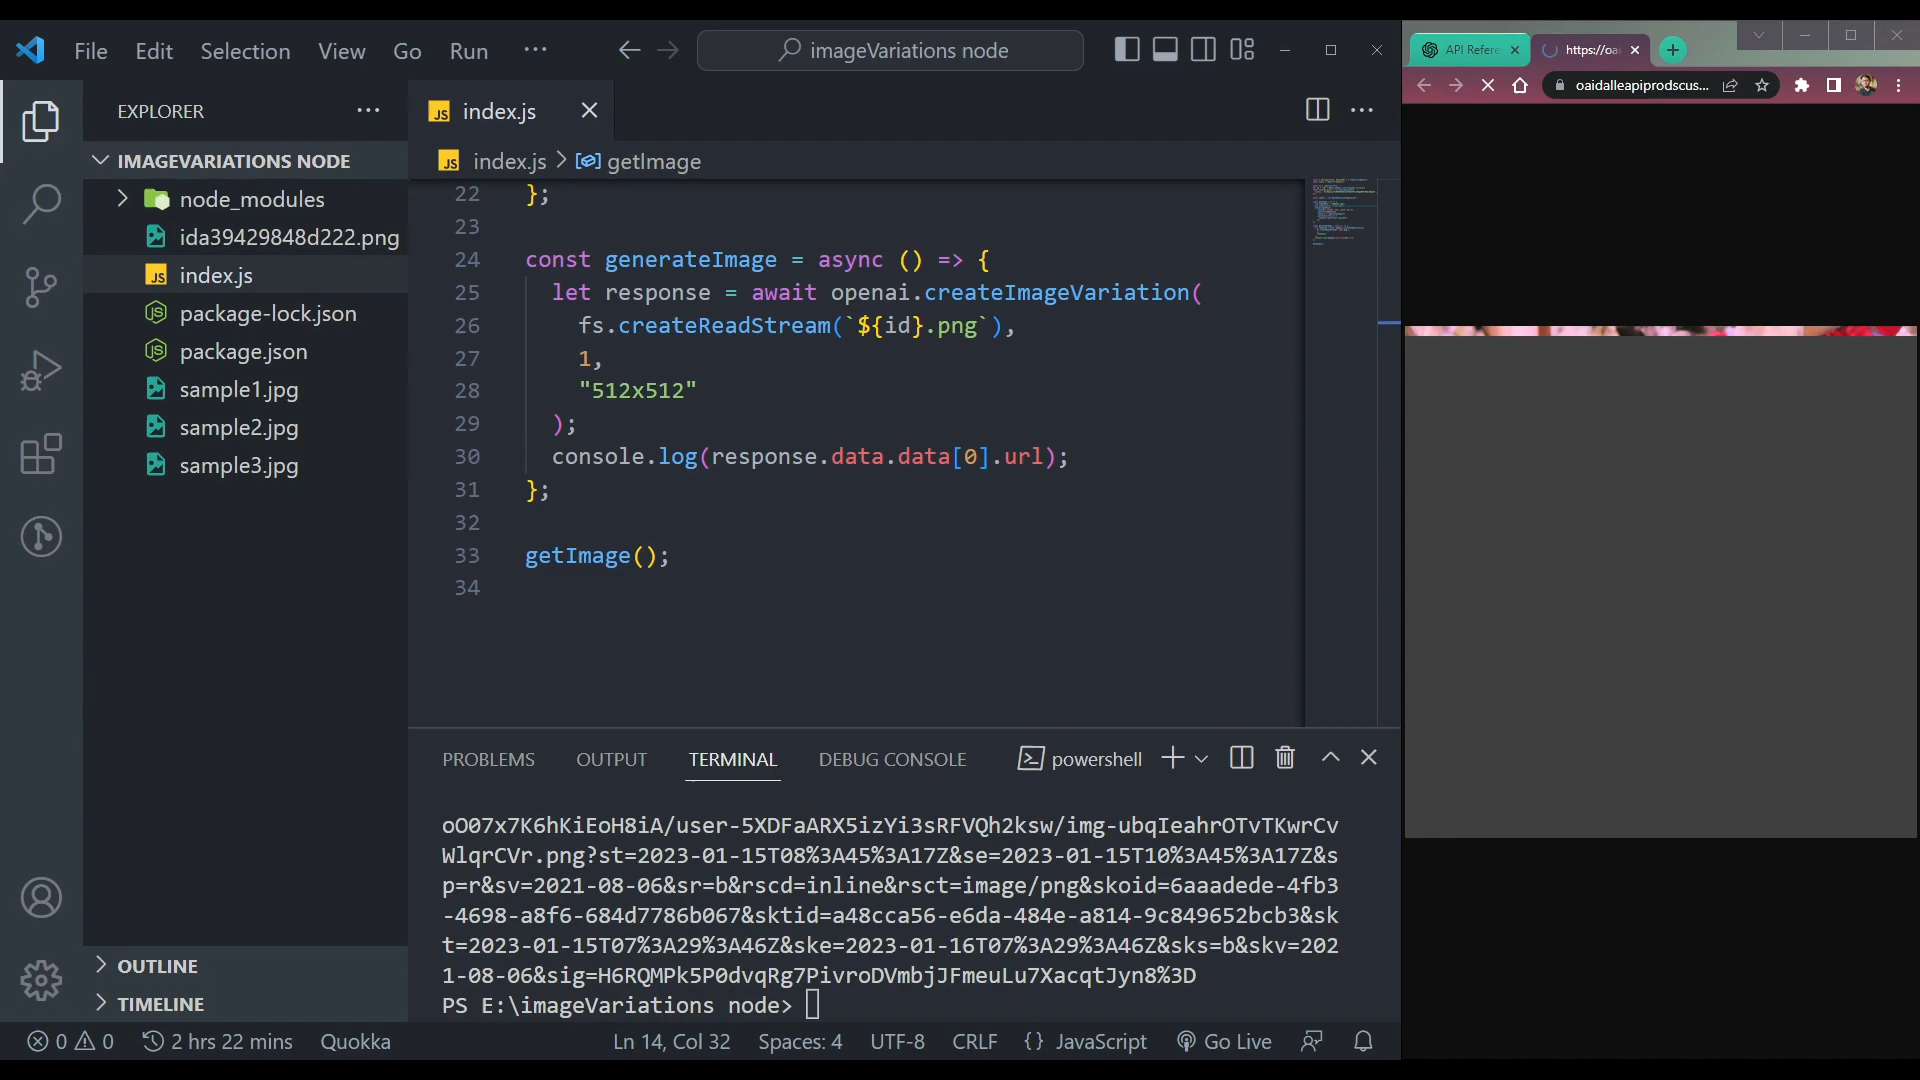 File Edit Selection View Go Run ···
imageVariations node
EXPLORER
IMAGEVARIATIONS NODE
node_modules
ida39429848d222.png
index.js
package-lock.json
package.json
sample1.jpg
sample2.jpg
sample3.jpg
OUTLINE
TIMELINE
JS index.js
JS index.js > getImage
22 };
23
24 const generateImage = async () => {
25 let response = await openai.createImageVariation(
26 fs.createReadStream(`${id}.png`),
27 1,
28 "512x512"
29 );
30 console.log(response.data.data[0].url);
31 };
32
33 getImage();
34
PROBLEMS OUTPUT TERMINAL DEBUG CONSOLE powershell
oO07x7K6hKiEoH8iA/user-5XDFaARX5izYi3sRFVQh2ksw/img-ubqIeahrOTvTKwrCv
WlqrCVr.png?st=2023-01-15T08%3A45%3A17Z&se=2023-01-15T10%3A45%3A17Z&s
p=r&sv=2021-08-06&sr=b&rscd=inline&rsct=image/png&skoid=6aaadede-4fb3
-4698-a8f6-684d7786b067&sktid=a48cca56-e6da-484e-a814-9c849652bcb3&sk
t=2023-01-15T07%3A29%3A46Z&ske=2023-01-16T07%3A29%3A46Z&sks=b&skv=202
1-08-06&sig=H6RQMPk5P0dvqRg7PivroDVmbjJFmeuLu7XacqtJyn8%3D
PS E:\imageVariations node>
0 0 2 hrs 22 mins Quokka Ln 14, Col 32 Spaces: 4 UTF-8 CRLF {} JavaScript Go Live
API Refere https://oai
oaidalleapiprodscus...